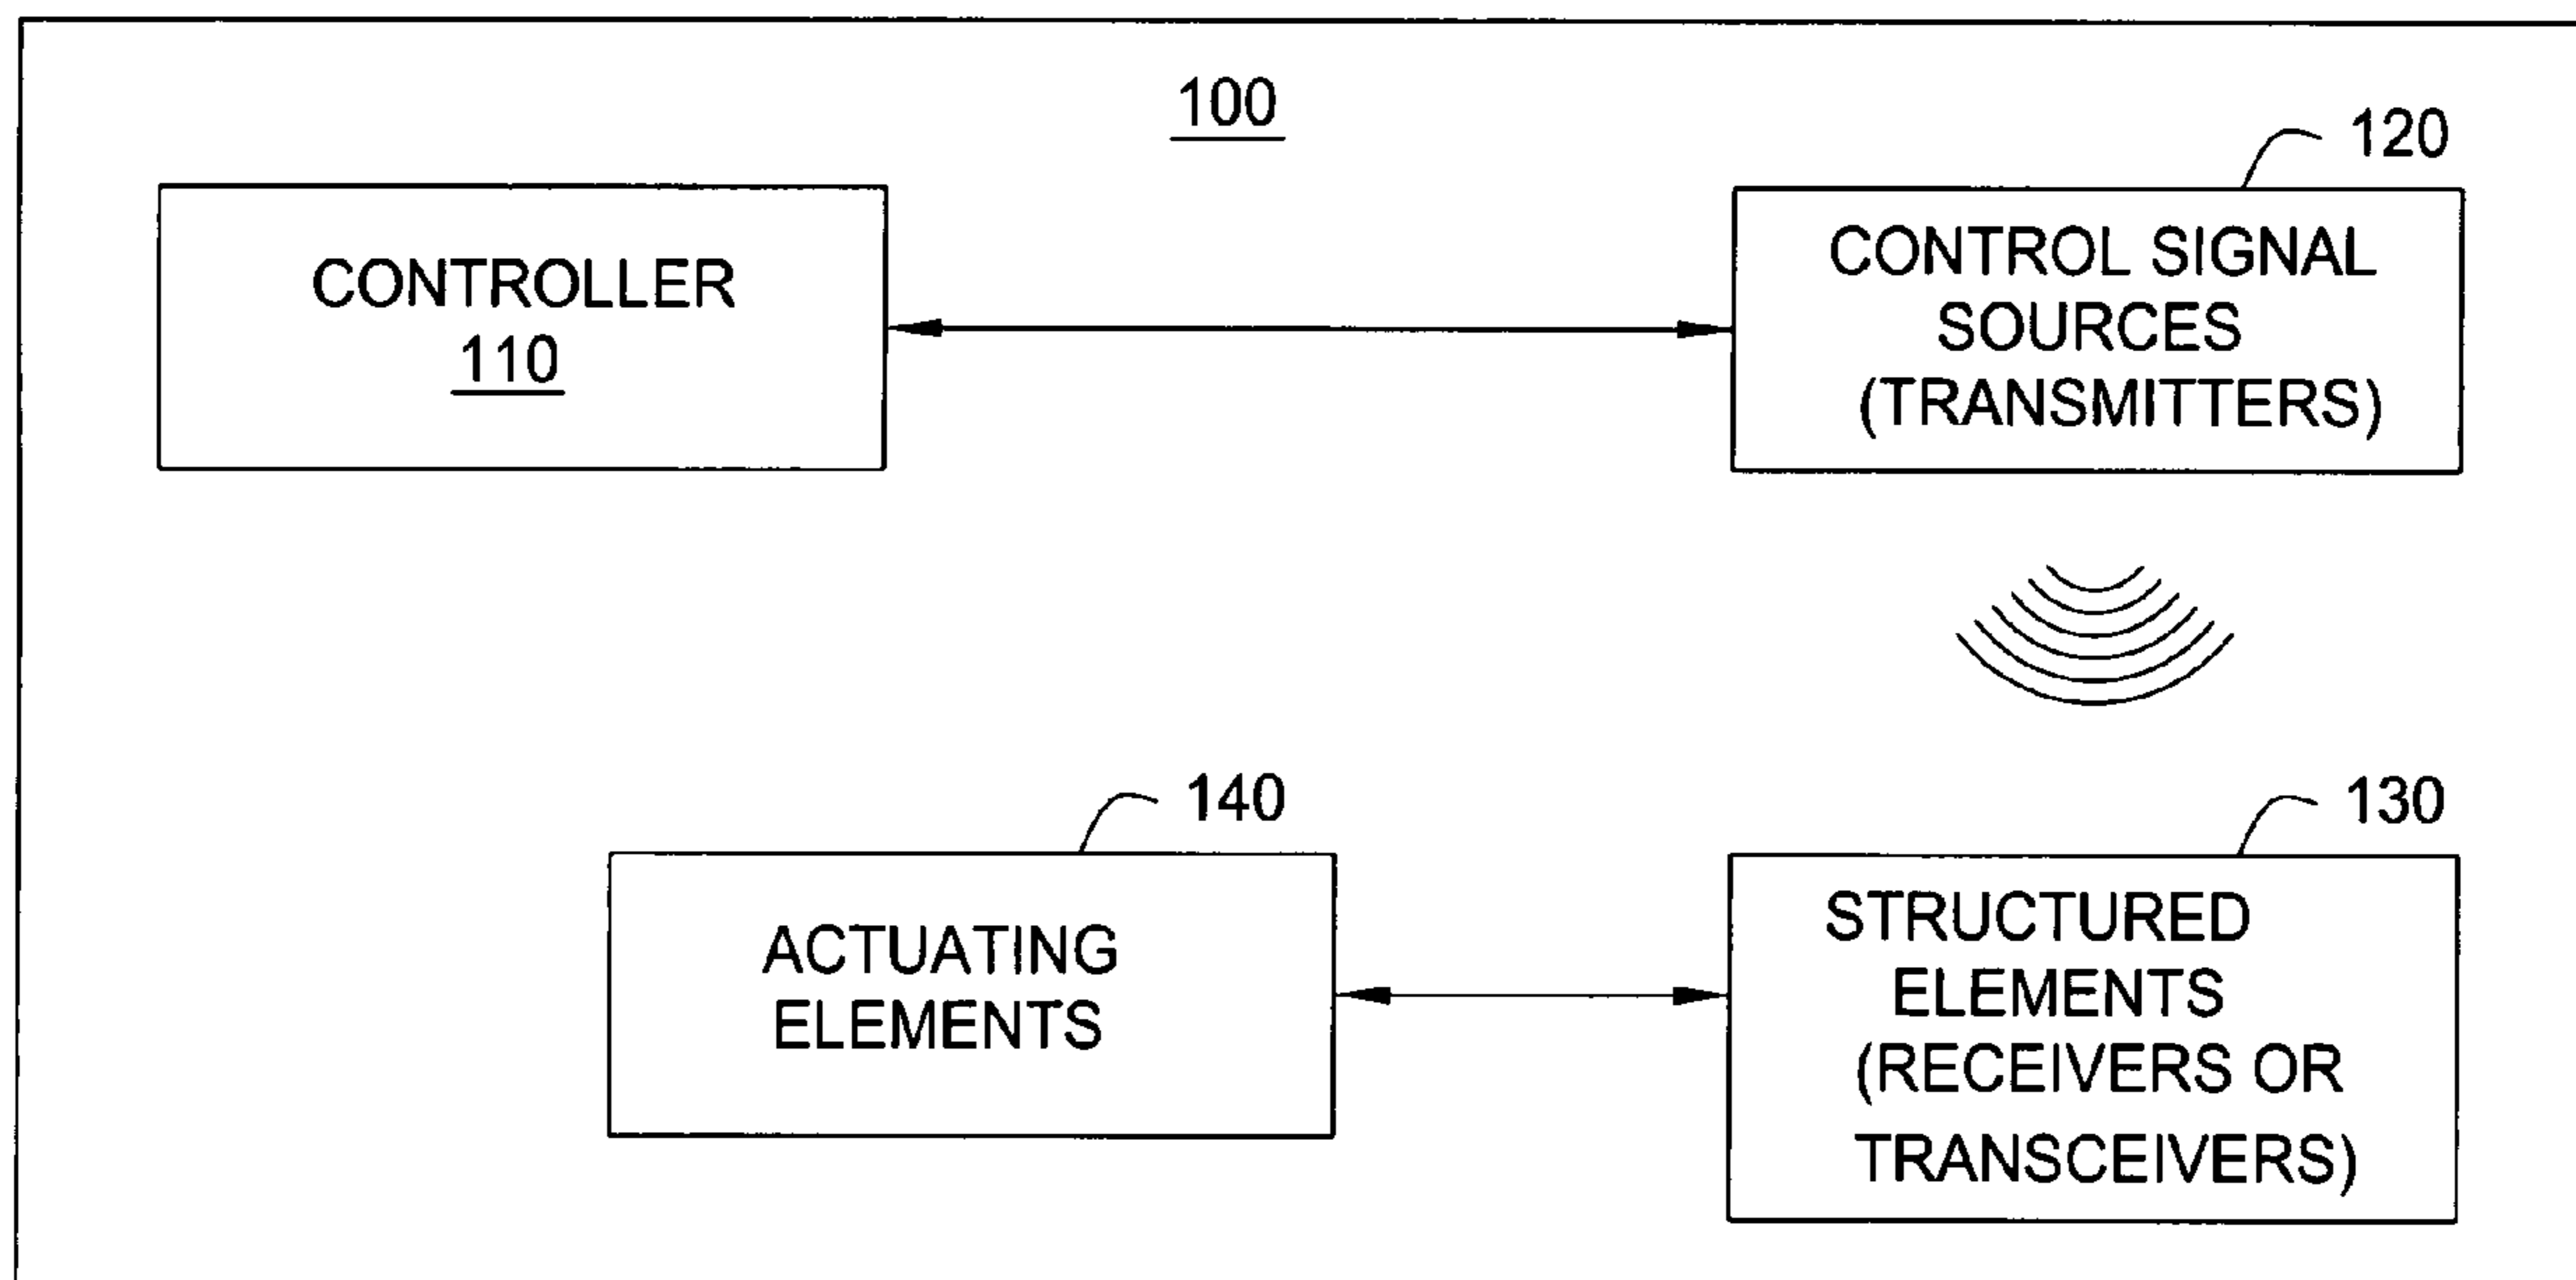 100
120
CONTROLLER
110
CONTROL SIGNAL
SOURCES
(TRANSMITTERS)
140
130
ACTUATING
ELEMENTS
STRUCTURED
ELEMENTS
(RECEIVERS OR
TRANSCEIVERS)